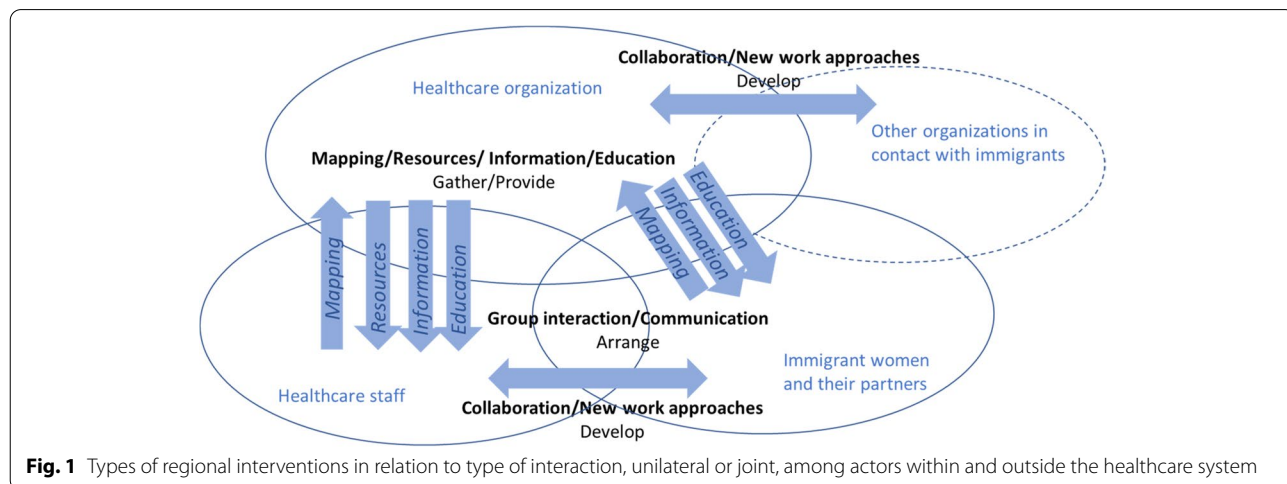 Collaboration/New work approaches
Develop
Healthcare organization
Other organizations in
contact with immigrants
Mapping/Resources/ Information/Education
Gather/Provide
Mapping
Resources
Information
Education
Mapping
Information
Education
Group interaction/Communication
Arrange
Immigrant women
and their partners
Healthcare staff
Collaboration/New work approaches
Develop
Fig. 1 Types of regional interventions in relation to type of interaction, unilateral or joint, among actors within and outside the healthcare system